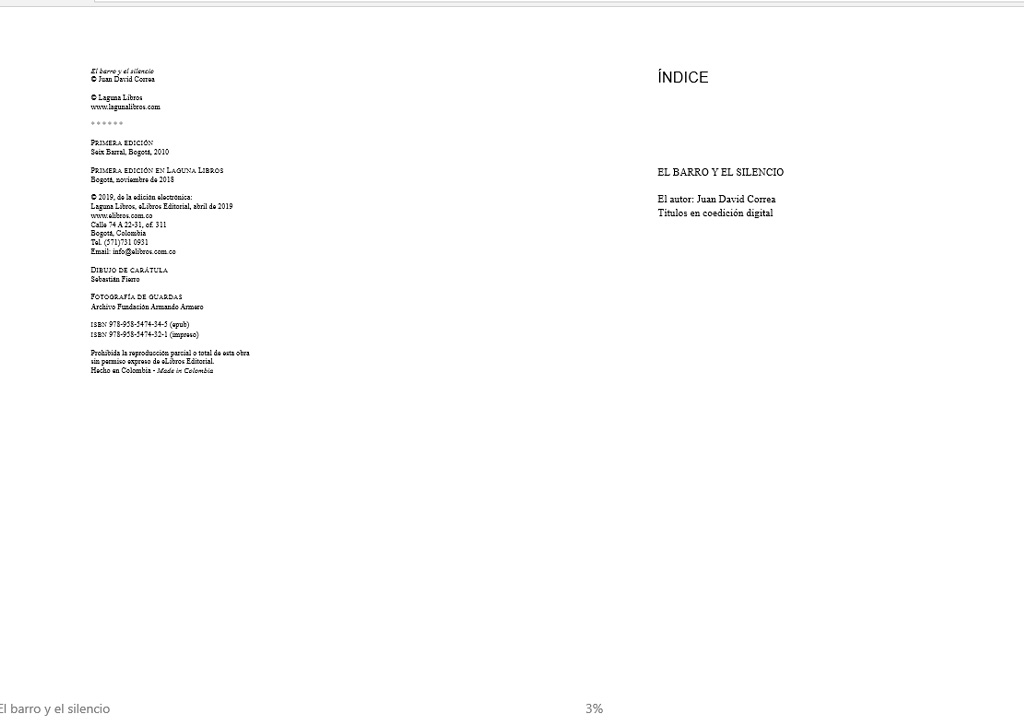 El barro y el silencio
© Juan David Correa
© Laguna Libros
www.lagunalibros.com
* * * * * *
PRIMERA EDICIÓN
Seix Barral, Bogotá, 2010
PRIMERA EDICIÓN EN LAGUNA LIBROS
Bogotá, noviembre de 2018
© 2019, de la edición electrónica:
Laguna Libros, eLibros Editorial, abril de 2019
www.elibros.com.co
Calle 74 A 22-31, of. 311
Bogotá, Colombia
Tel. (571)731 0931
Email: info@elibros.com.co
DIBUJO DE CARÁTULA
Sebastián Fierro
FOTOGRAFÍA DE GUARDAS
Archivo Fundación Armando Armero
ISBN 978-958-5474-34-5 (epub)
ISBN 978-958-5474-32-1 (impreso)
Prohibida la reproducción parcial o total de esta obra
sin permiso expreso de eLibros Editorial.
Hecho en Colombia - Made in Colombia
ÍNDICE
EL BARRO Y EL SILENCIO
El autor: Juan David Correa
Títulos en coedición digital
El barro y el silencio
3%